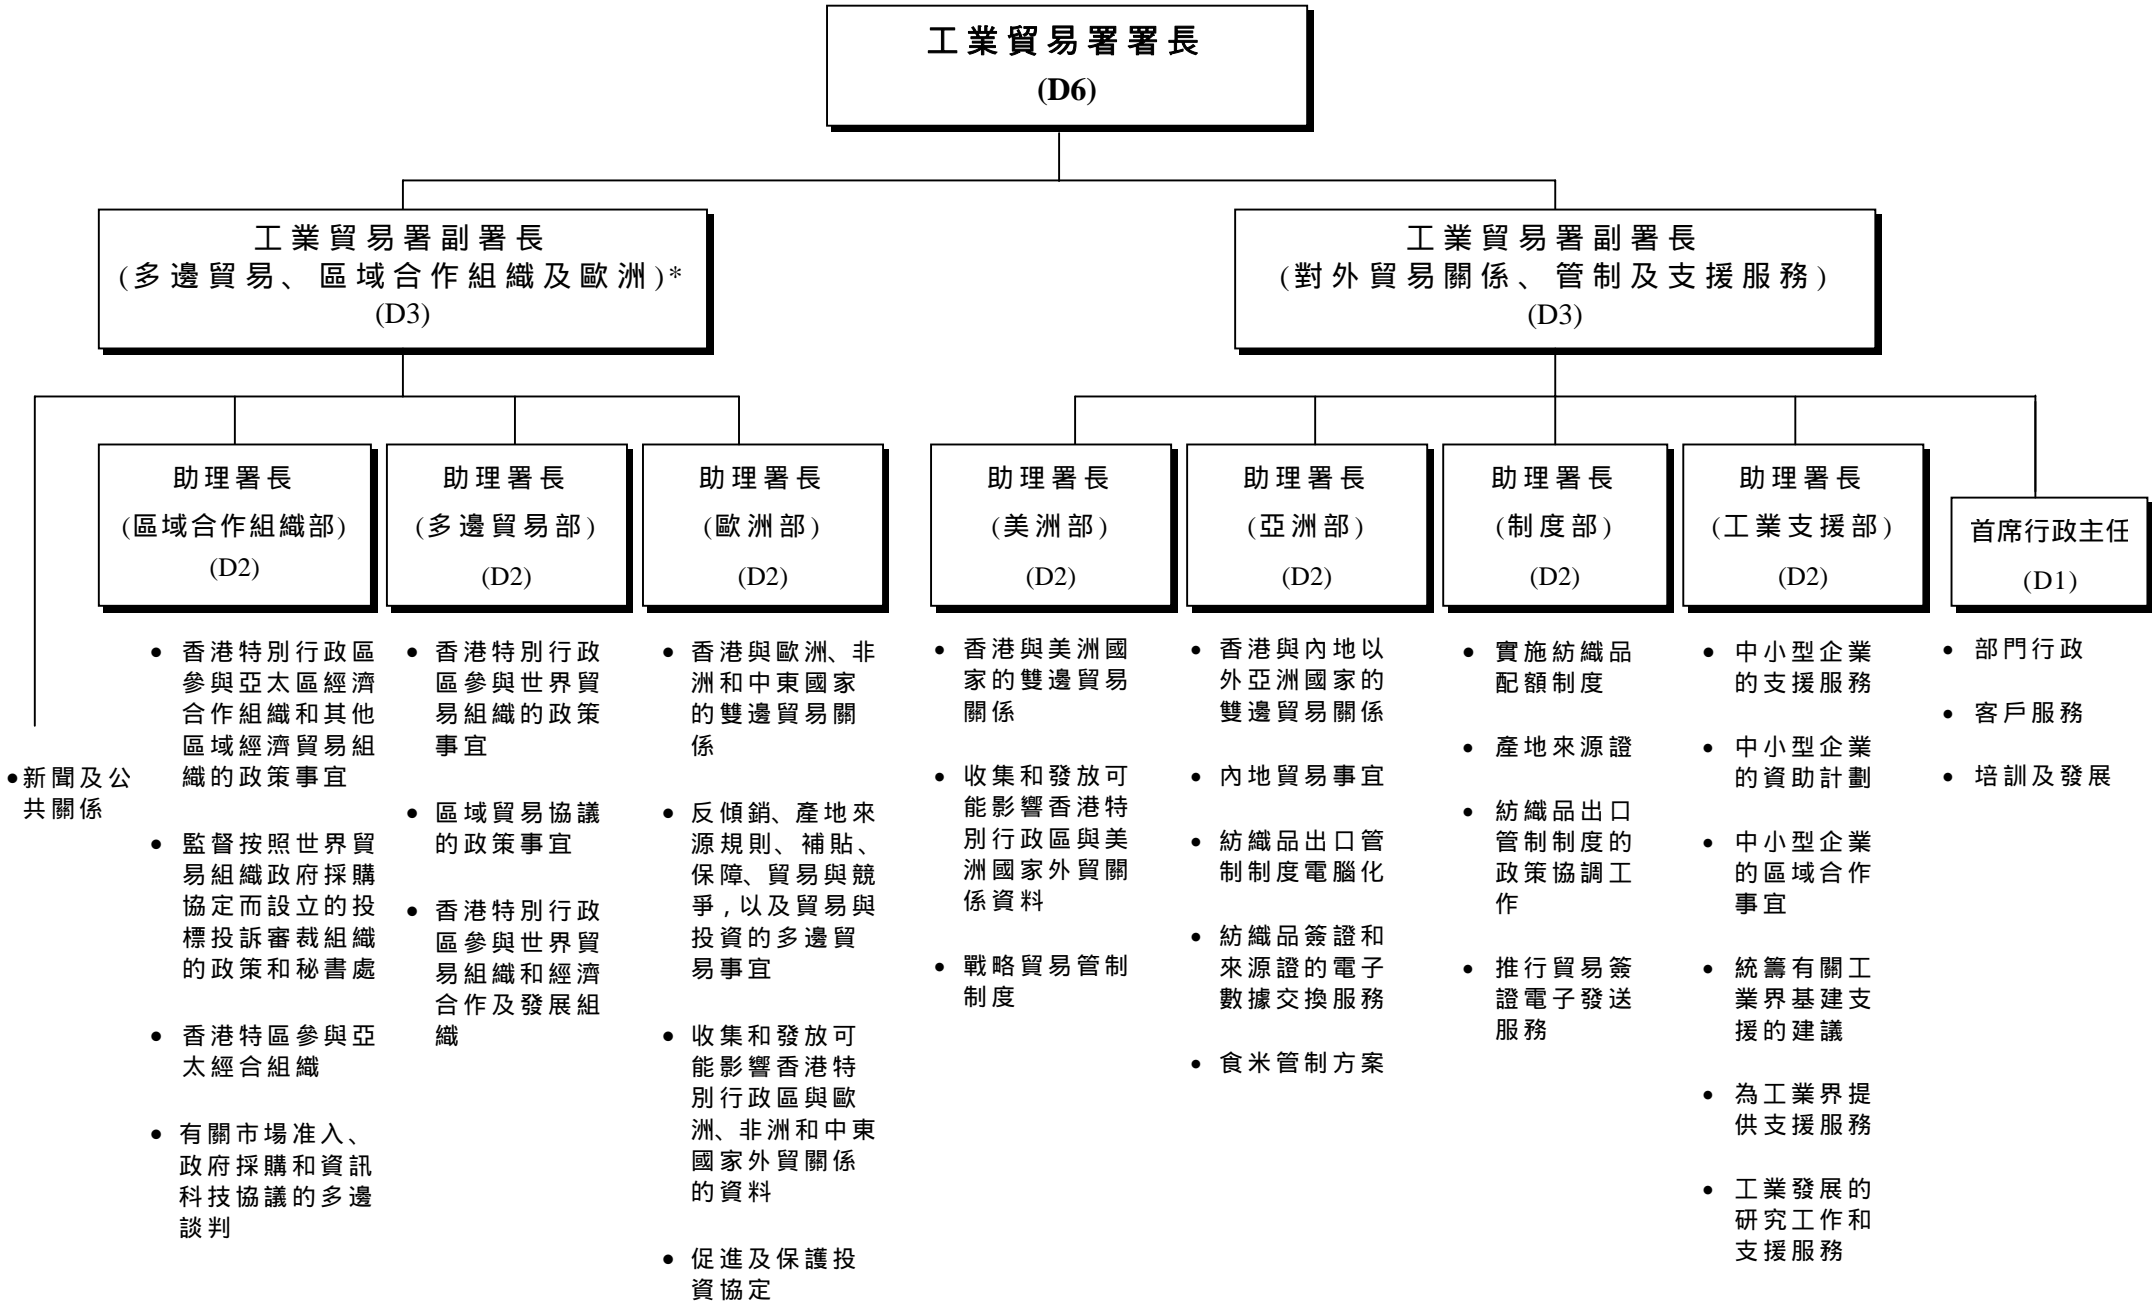 工業貿易署署長
(D6)
工業貿易署副署長
(多邊貿易、區域合作組織及歐洲)*
(D3)
工業貿易署副署長
(對外貿易關係、管制及支援服務)
(D3)
助理署長
(區域合作組織部)
(D2)
助理署長
(多邊貿易部)
(D2)
助理署長
(歐洲部)
(D2)
助理署長
(美洲部)
(D2)
助理署長
(亞洲部)
(D2)
助理署長
(制度部)
(D2)
助理署長
(工業支援部)
(D2)
首席行政主任
(D1)
•新聞及公
共關係
• 香港特別行政區
參與亞太區經濟
合作組織和其他
區域經濟貿易組
織的政策事宜
• 監督按照世界貿
易組織政府採購
協定而設立的投
標投訴審裁組織
的政策和秘書處
• 香港特區參與亞
太經合組織
• 有關市場准入、
政府採購和資訊
科技協議的多邊
談判
• 香港特別行政
區參與世界貿
易組織的政策
事宜
• 區域貿易協議
的政策事宜
• 香港特別行政
區參與世界貿
易組織和經濟
合作及發展組
織
• 香港與歐洲、非
洲和中東國家
的雙邊貿易關
係
• 反傾銷、產地來
源規則、補貼、
保障、貿易與競
爭,以及貿易與
投資的多邊貿
易事宜
• 收集和發放可
能影響香港特
別行政區與歐
洲、非洲和中東
國家外貿關係
的資料
• 促進及保護投
資協定
• 香港與美洲國
家的雙邊貿易
關係
• 收集和發放可
能影響香港特
別行政區與美
洲國家外貿關
係資料
• 戰略貿易管制
制度
• 香港與內地以
外亞洲國家的
雙邊貿易關係
• 內地貿易事宜
• 紡織品出口管
制制度電腦化
• 紡織品簽證和
來源證的電子
數據交換服務
• 食米管制方案
• 實施紡織品
配額制度
• 產地來源證
• 紡織品出口
管制制度的
政策協調工
作
• 推行貿易簽
證電子發送
服務
• 中小型企業
的支援服務
• 中小型企業
的資助計劃
• 中小型企業
的區域合作
事宜
• 統籌有關工
業界基建支
援的建議
• 為工業界提
供支援服務
• 工業發展的
研究工作和
支援服務
• 部門行政
• 客戶服務
• 培訓及發展